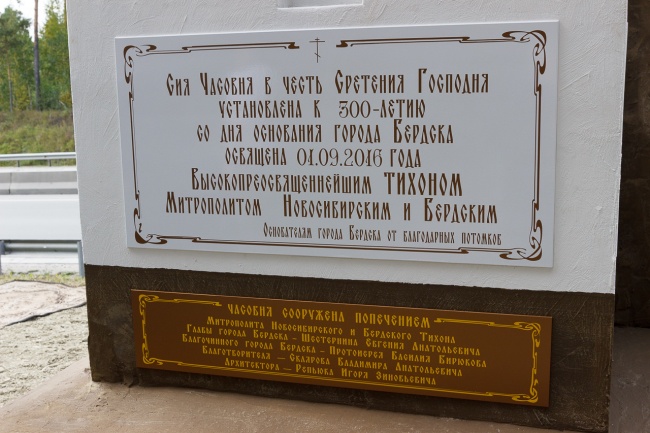 Сия Часовня в честь Сретения Господня
установлена к 300-летию
со дня основания города Бердска
освящена 01.09.2016 года
Высокопреосвященнейшим ТИХОНОМ
Митрополитом Новосибирским и Бердским
Основателям города Бердска от благодарных потомков
ЧАСОВНЯ СООРУЖЕНА ПОПЕЧЕНИЕМ
Митрополита Новосибирского и Бердского Тихона
Главы города Бердска – Шестернина Евгения Анатольевича
Благочинного города Бердска – Протоиерея Василия Бирюкова
Благотворителя – Склярова Владимира Анатольевича
Архитектора – Репьюка Игоря Зиновьевича